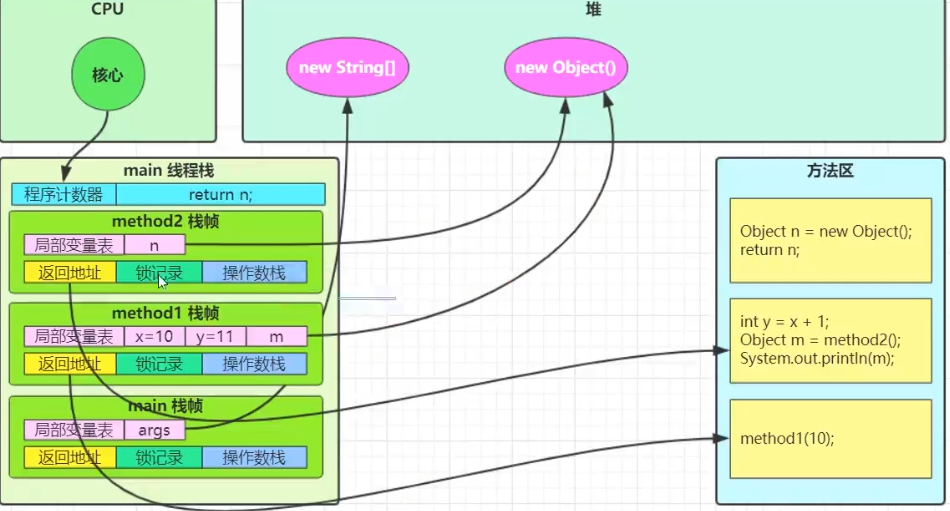 CPU
核心
堆
new String[]
new Object()
main 线程栈
程序计数器
return n;
method2 栈帧
局部变量表
n
返回地址
锁记录
操作数栈
method1 栈帧
局部变量表
x=10
y=11
m
返回地址
锁记录
操作数栈
main 栈帧
局部变量表
args
返回地址
锁记录
操作数栈
方法区
Object n = new Object();
return n;
int y = x + 1;
Object m = method2();
System.out.println(m);
method1(10);